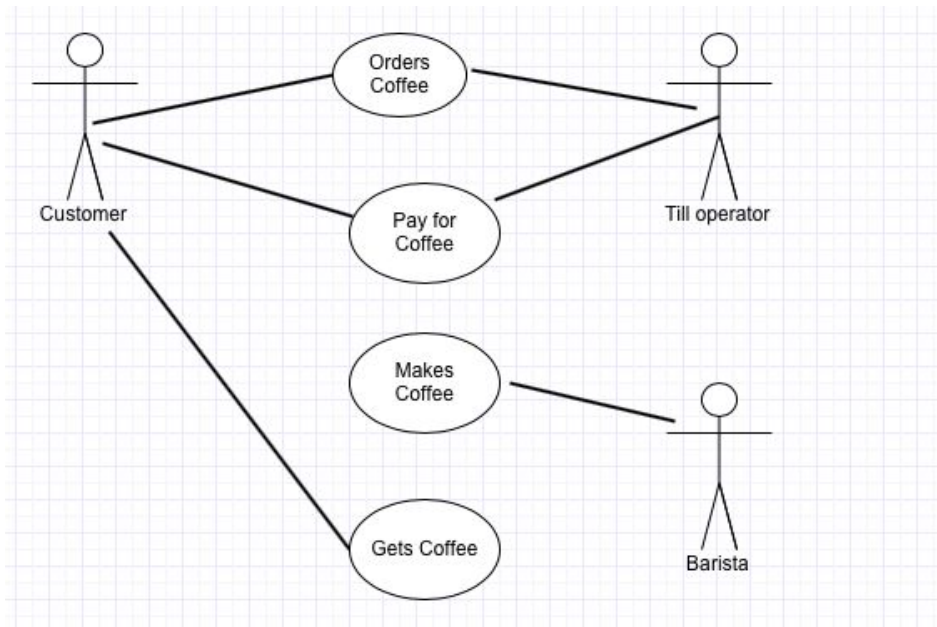 Orders
Coffee
Customer
Till operator
Pay for
Coffee
Makes
Coffee
Gets Coffee
Barista